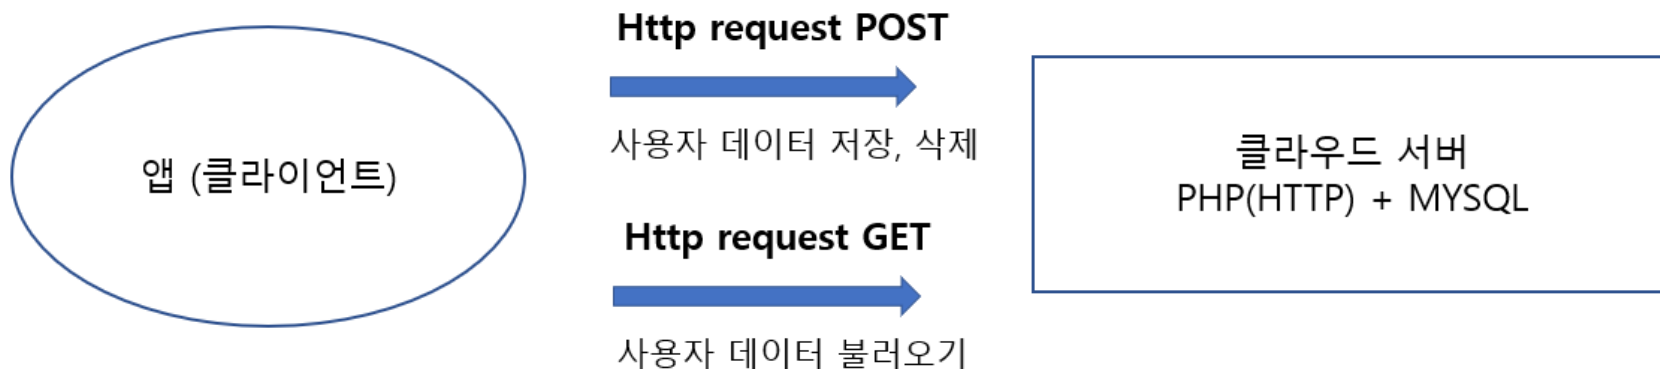 Http request POST
사용자 데이터 저장, 삭제
앱 (클라이언트)
클라우드 서버
PHP(HTTP) + MYSQL
Http request GET
사용자 데이터 불러오기